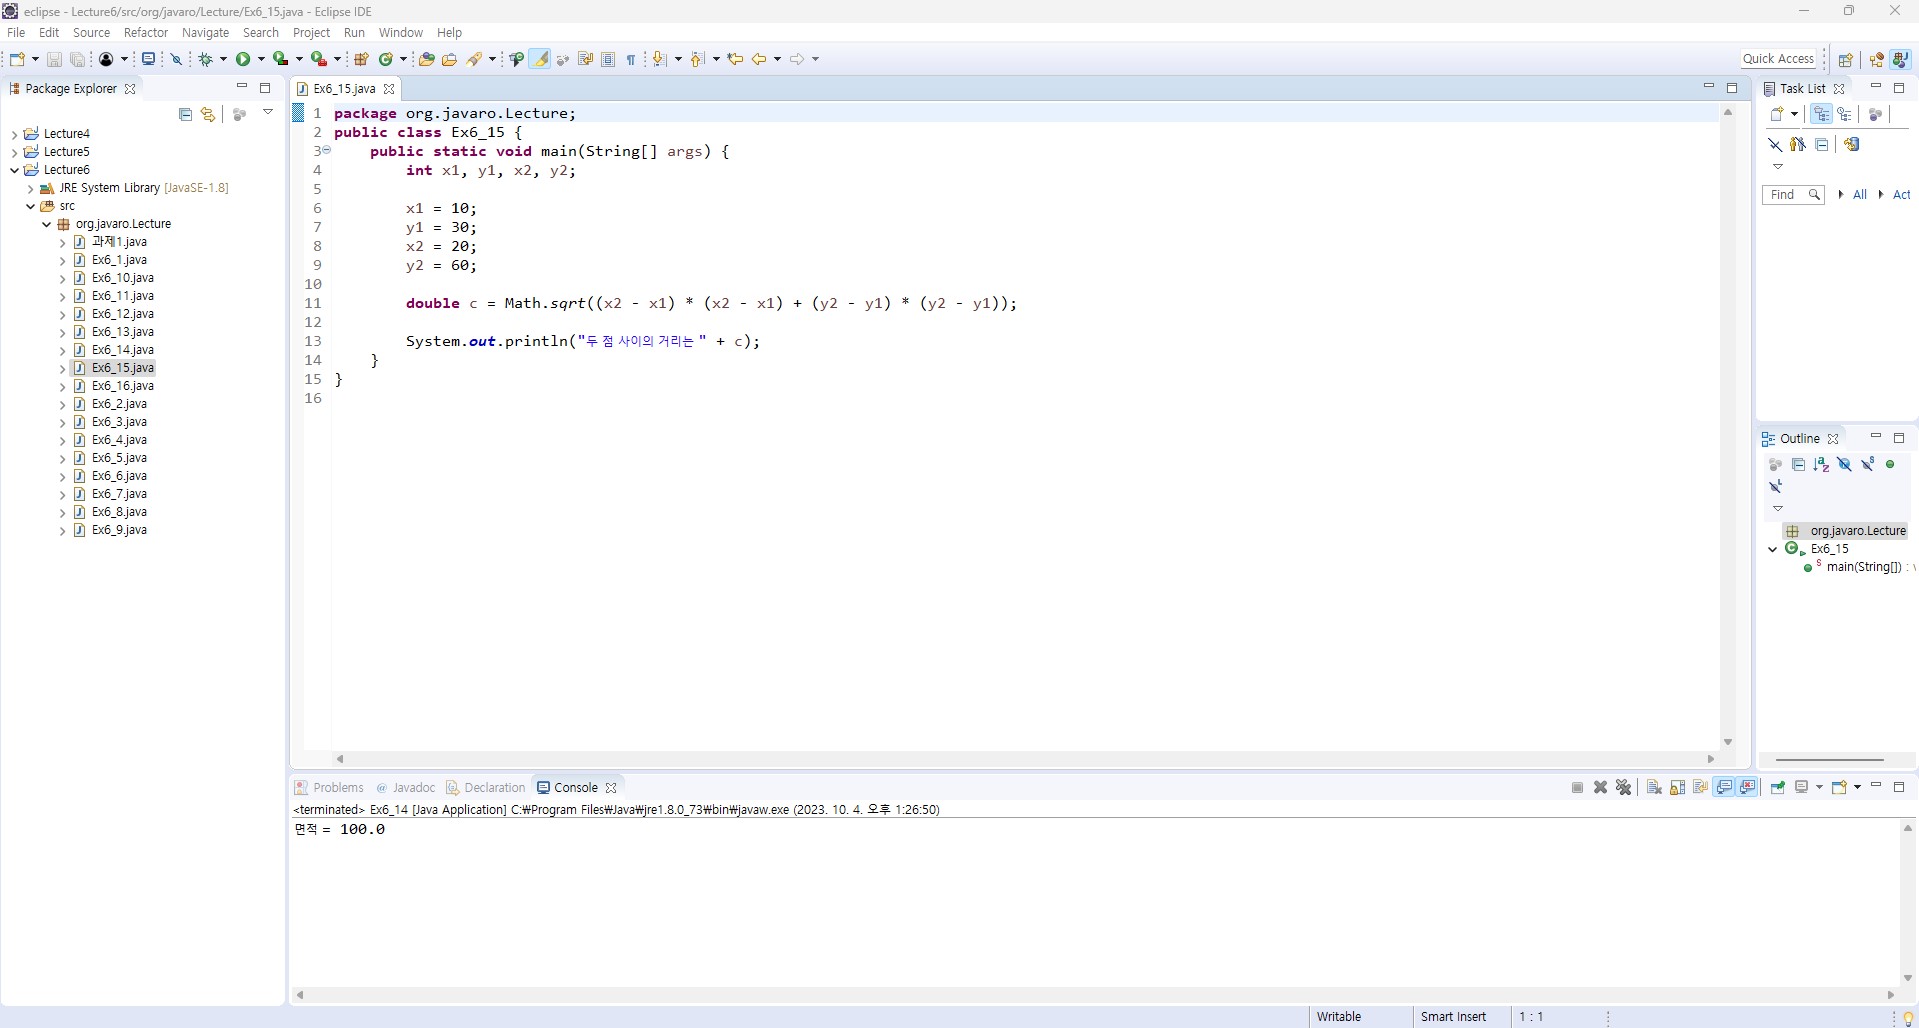 eclipse - Lecture6/src/org/javaro/Lecture/Ex6_15.java - Eclipse IDE
File Edit Source Refactor Navigate Search Project Run Window Help
Quick Access
Package Explorer
Lecture4
Lecture5
Lecture6
JRE System Library [JavaSE-1.8]
src
org.javaro.Lecture
과제1.java
Ex6_1.java
Ex6_10.java
Ex6_11.java
Ex6_12.java
Ex6_13.java
Ex6_14.java
Ex6_15.java
Ex6_16.java
Ex6_2.java
Ex6_3.java
Ex6_4.java
Ex6_5.java
Ex6_6.java
Ex6_7.java
Ex6_8.java
Ex6_9.java
Ex6_15.java
1 package org.javaro.Lecture;
2 public class Ex6_15 {
3 public static void main(String[] args) {
4 int x1, y1, x2, y2;
5
6 x1 = 10;
7 y1 = 30;
8 x2 = 20;
9 y2 = 60;
10
11 double c = Math.sqrt((x2 - x1) * (x2 - x1) + (y2 - y1) * (y2 - y1));
12
13 System.out.println("두 점 사이의 거리는 " + c);
14 }
15 }
16
Task List
Find All Act
Outline
org.javaro.Lecture
Ex6_15
main(String[]) :
Problems Javadoc Declaration Console
<terminated> Ex6_14 [Java Application] C:₩Program Files₩Java₩jre1.8.0_73₩bin₩javaw.exe (2023. 10. 4. 오후 1:26:50)
면적 = 100.0
Writable Smart Insert 1 : 1